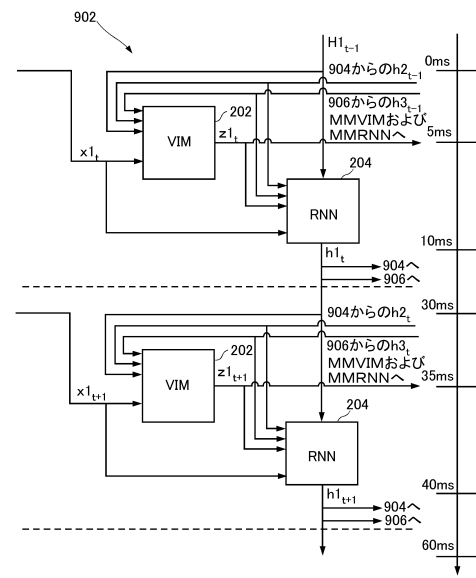 902
H1t-1
0ms
904からのh2t-1
906からのh3t-1
202
MMVIMおよび
MMRNNへ
VIM
z1t
5ms
x1t
204
RNN
h1t
10ms
904へ
906へ
904からのh2t
30ms
906からのh3t
202
MMVIMおよび
MMRNNへ
VIM
z1t+1
35ms
x1t+1
204
RNN
h1t+1
40ms
904へ
906へ
60ms